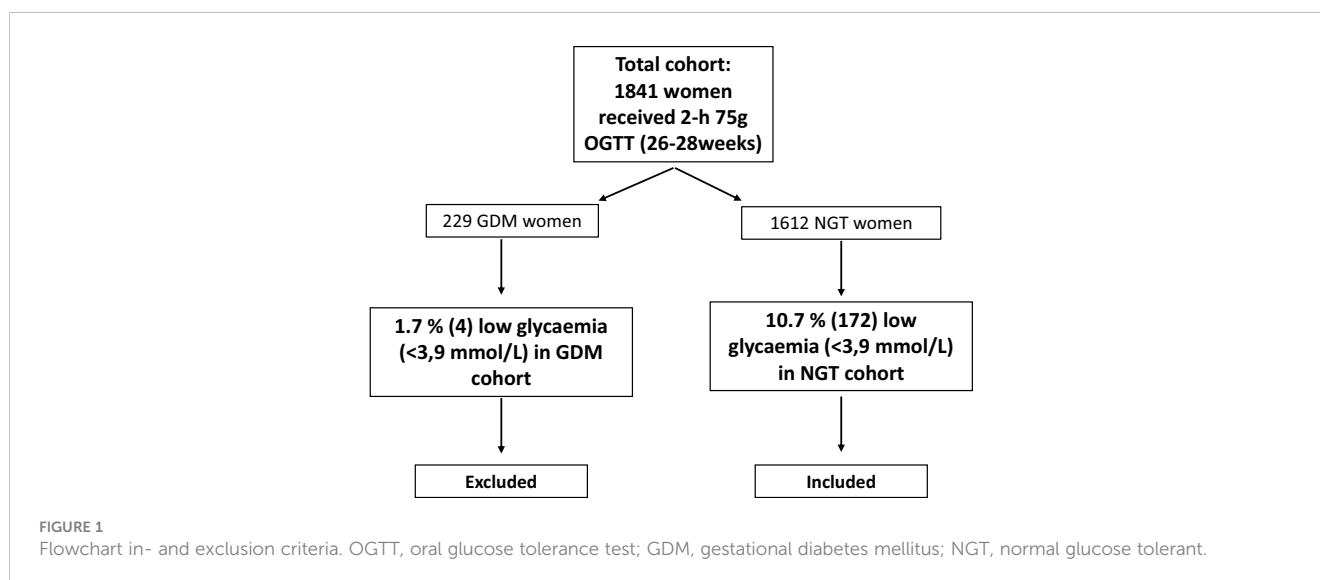 Total cohort:
1841 women
received 2-h 75g
OGTT (26-28weeks)
229 GDM women
1612 NGT women
1.7 % (4) low glycaemia
(<3,9 mmol/L) in GDM
cohort
10.7 % (172) low
glycaemia (<3,9 mmol/L)
in NGT cohort
Excluded
Included
FIGURE 1
Flowchart in- and exclusion criteria. OGTT, oral glucose tolerance test; GDM, gestational diabetes mellitus; NGT, normal glucose tolerant.